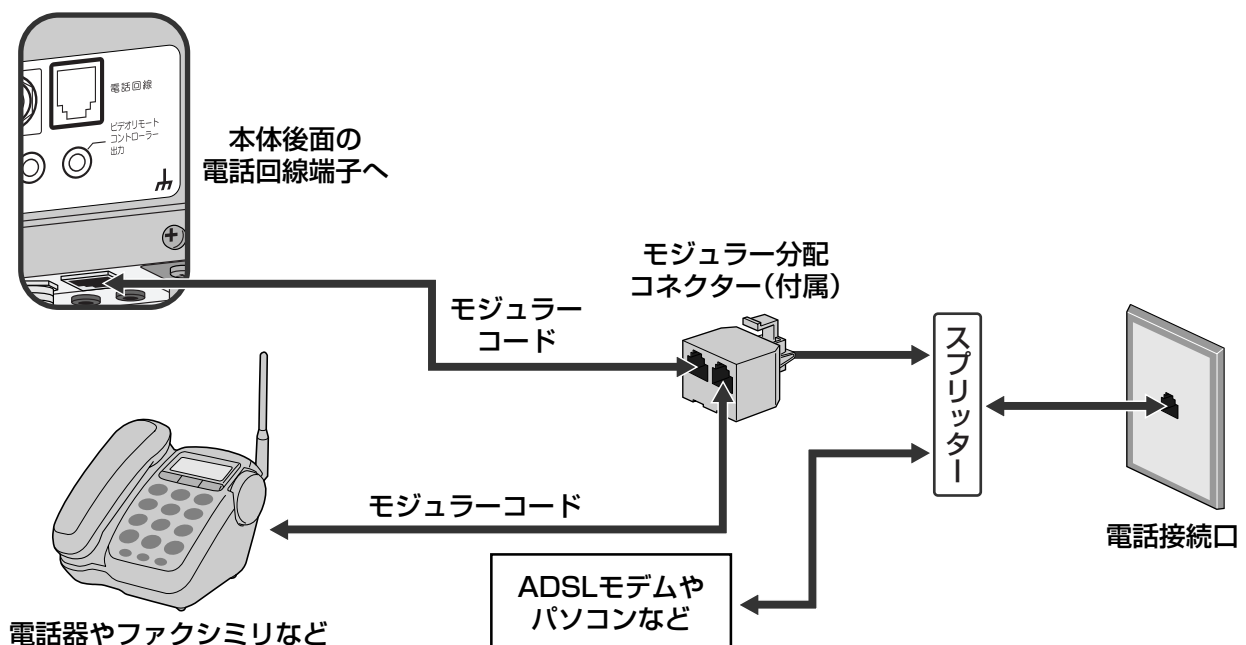 電話回線
ビデオリモート
コントローラー
出力
本体後面の
電話回線端子へ
モジュラー分配
コネクター(付属)
モジュラー
コード
スプリッター
モジュラーコード
電話接続口
ADSLモデムや
パソコンなど
電話器やファクシミリなど